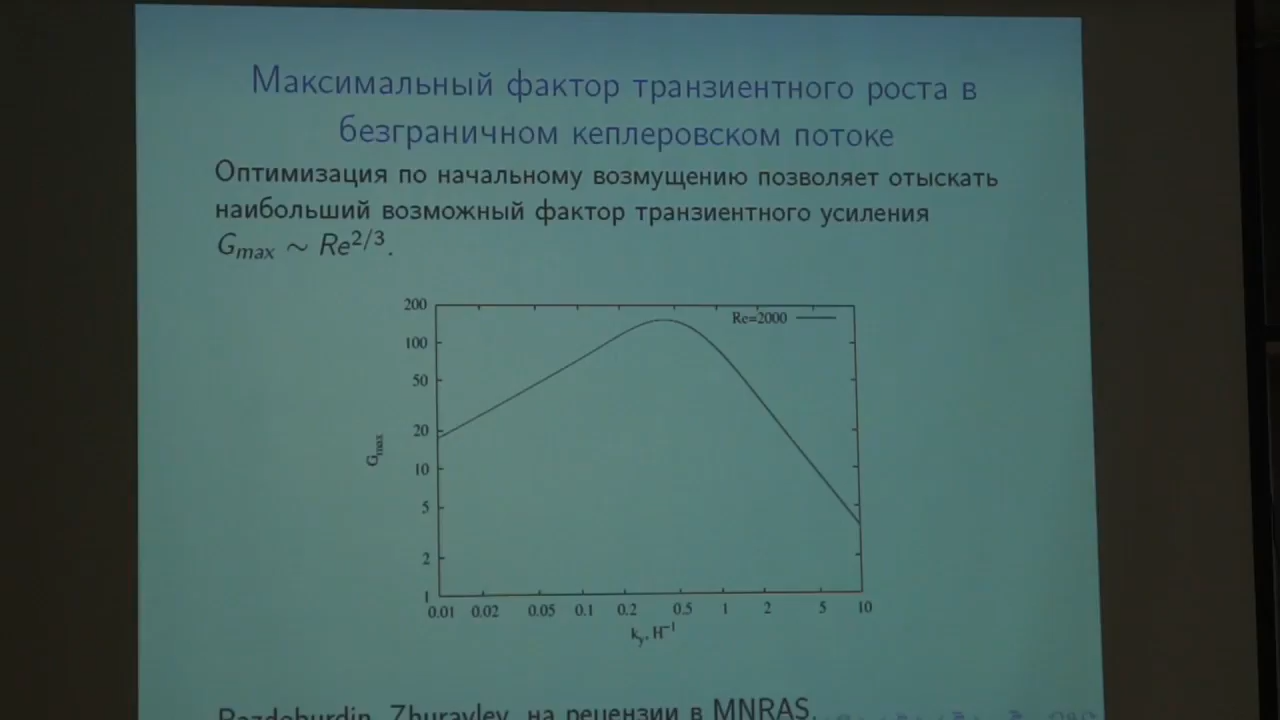 Максимальный фактор транзиентного роста в
безграничном кеплеровском потоке
Оптимизация по начальному возмущению позволяет отыскать
наибольший возможный фактор транзиентного усиления
G_max ∼ Re^2/3.
Re=2000
200
100
50
20
10
5
2
1
G_max
0.01 0.02 0.05 0.1 0.2 0.5 1 2 5 10
k_y, H^-1
Razdoburdin, Zhuravlev, на рецензии в MNRAS.